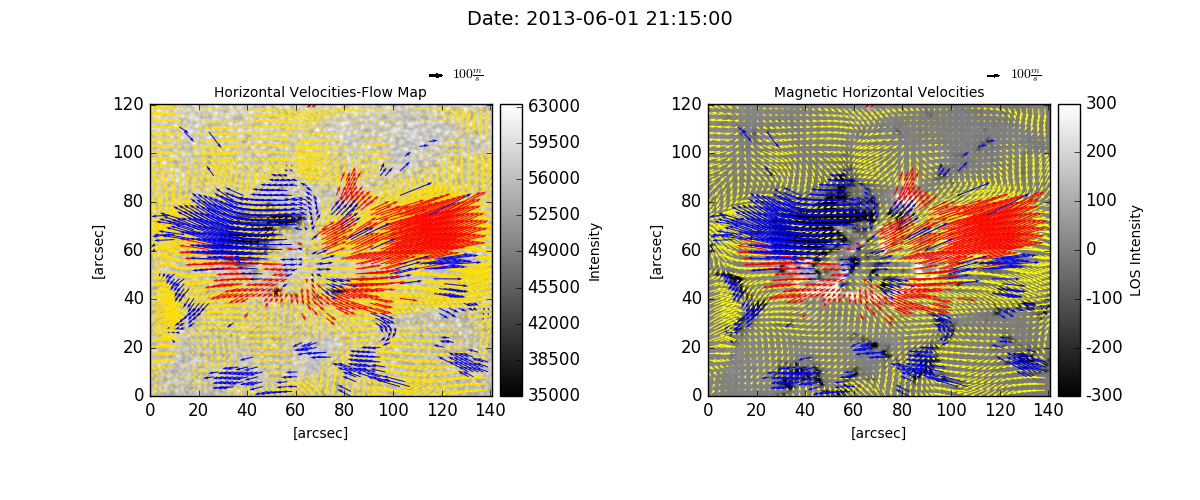 Date: 2013-06-01 21:15:00
100 m/s
Horizontal Velocities-Flow Map
120
100
80
60
40
20
0
[arcsec]
0 20 40 60 80 100 120 140
[arcsec]
63000
59500
56000
52500
49000
45500
42000
38500
35000
Intensity
100 m/s
Magnetic Horizontal Velocities
120
100
80
60
40
20
0
[arcsec]
0 20 40 60 80 100 120 140
[arcsec]
300
200
100
0
-100
-200
-300
LOS Intensity